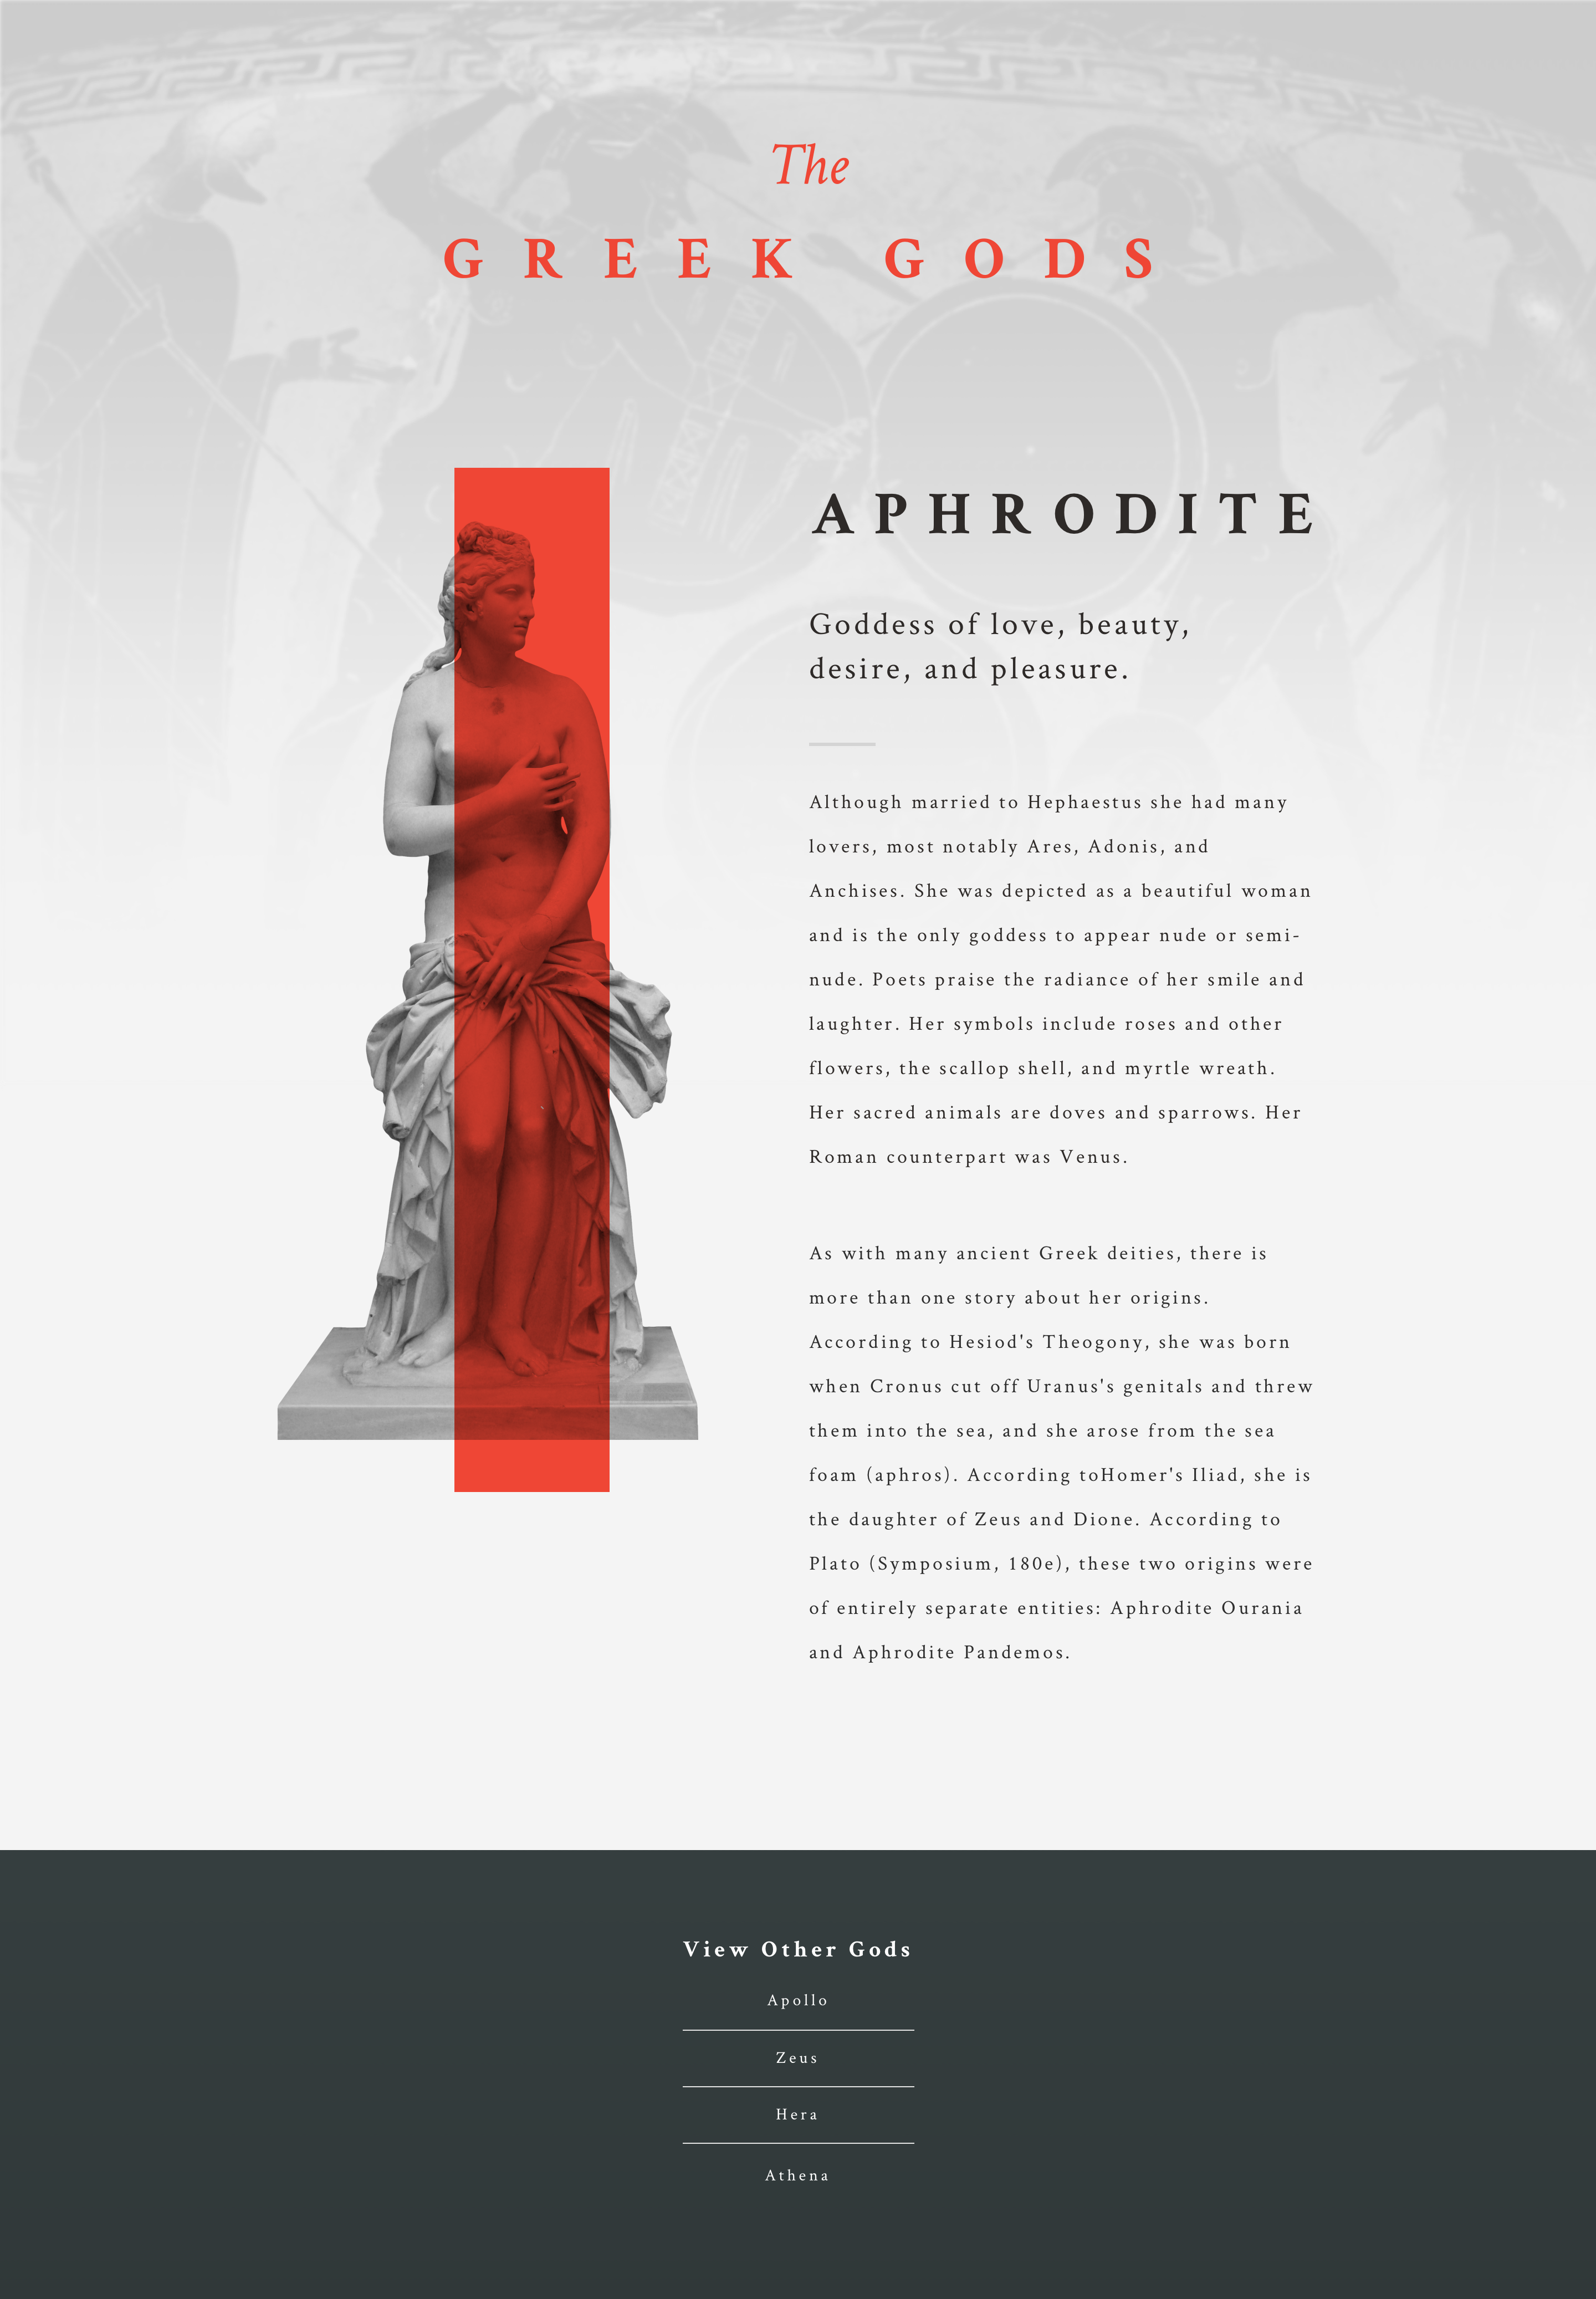 The
GREEK GODS
APHRODITE
Goddess of love, beauty,
desire, and pleasure.
Although married to Hephaestus she had many
lovers, most notably Ares, Adonis, and
Anchises. She was depicted as a beautiful woman
and is the only goddess to appear nude or semi-
nude. Poets praise the radiance of her smile and
laughter. Her symbols include roses and other
flowers, the scallop shell, and myrtle wreath.
Her sacred animals are doves and sparrows. Her
Roman counterpart was Venus.
As with many ancient Greek deities, there is
more than one story about her origins.
According to Hesiod's Theogony, she was born
when Cronus cut off Uranus's genitals and threw
them into the sea, and she arose from the sea
foam (aphros). According toHomer's Iliad, she is
the daughter of Zeus and Dione. According to
Plato (Symposium, 180e), these two origins were
of entirely separate entities: Aphrodite Ourania
and Aphrodite Pandemos.
View Other Gods
Apollo
Zeus
Hera
Athena